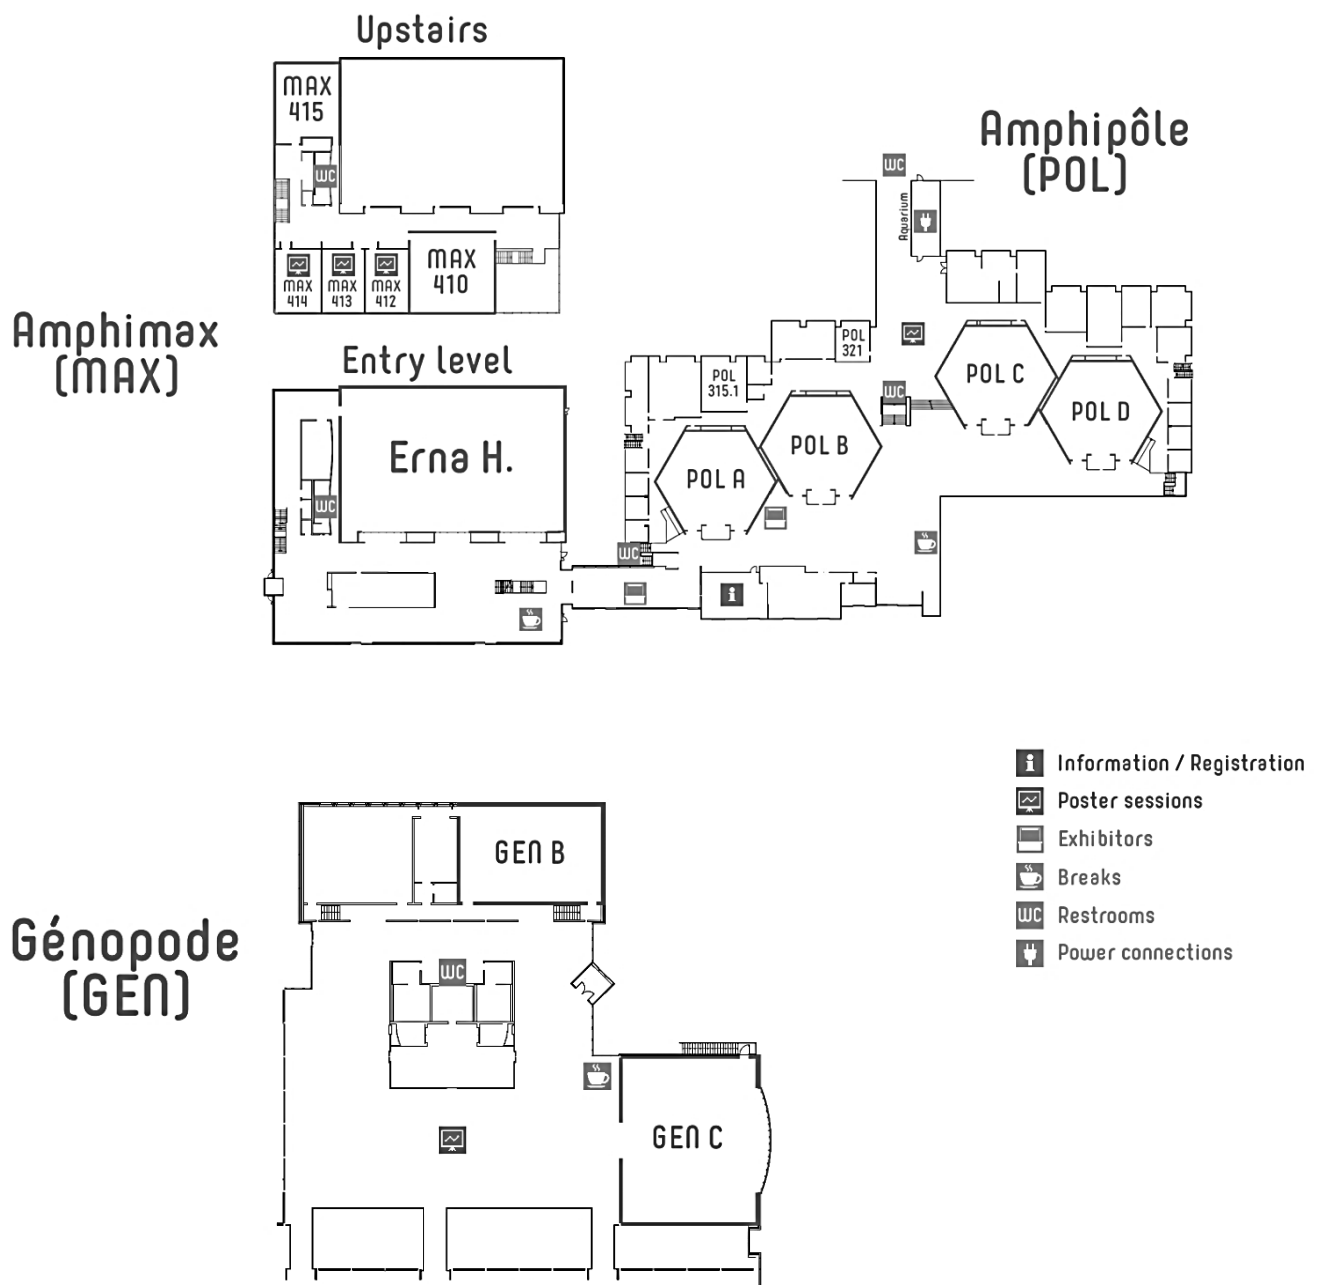 Upstairs
MAX
415
WC
MAX
414
MAX
413
MAX
412
MAX
410
Amphimax
(MAX)
Entry level
Erna H.
WC
Amphipôle
(POL)
WC
Aquarium
POL
321
POL
315.1
WC
POL A
POL B
POL C
POL D
WC
i
Génopode
(GEN)
GEN B
WC
GEN C
i Information / Registration
Poster sessions
Exhibitors
Breaks
WC Restrooms
Power connections